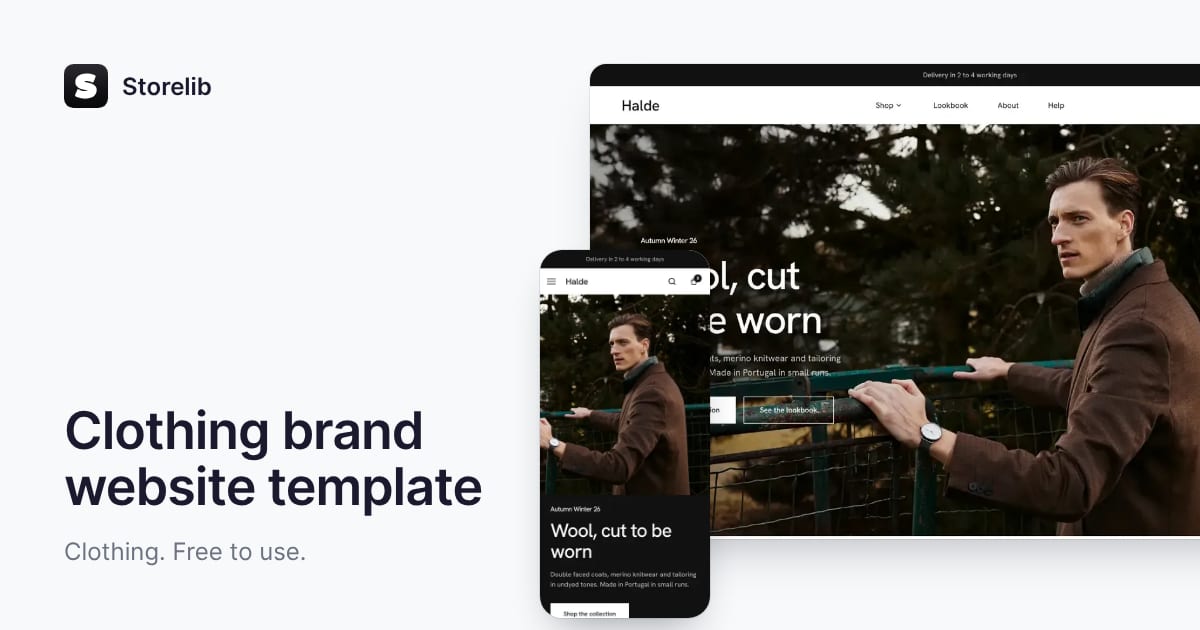 Storelib
Clothing brand
website template
Clothing. Free to use.
Delivery in 2 to 4 working days
Halde
Shop
Lookbook
About
Help
Autumn Winter 26
cut
worn
merino knitwear and tailoring
Made in Portugal in small runs.
See the lookbook
Delivery in 2 to 4 working days
Halde
Autumn Winter 26
Wool, cut to be
worn
Double faced coats, merino knitwear and tailoring
in undyed tones. Made in Portugal in small runs.
Shop the collection